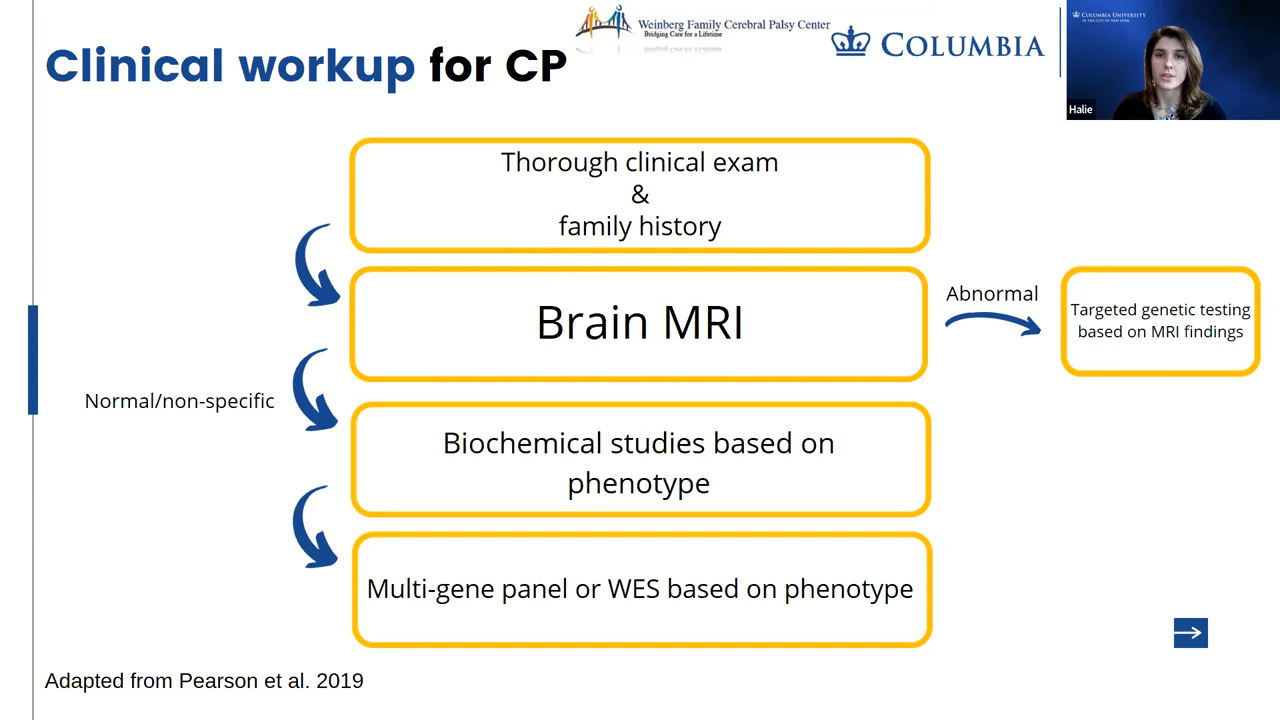 Clinical workup for CP
Weinberg Family Cerebral Palsy Center
Bridging Care for a Lifetime
COLUMBIA
COLUMBIA UNIVERSITY
IN THE CITY OF NEW YORK
Halie
Thorough clinical exam
&
family history
Brain MRI
Abnormal
Targeted genetic testing
based on MRI findings
Normal/non-specific
Biochemical studies based on
phenotype
Multi-gene panel or WES based on phenotype
Adapted from Pearson et al. 2019